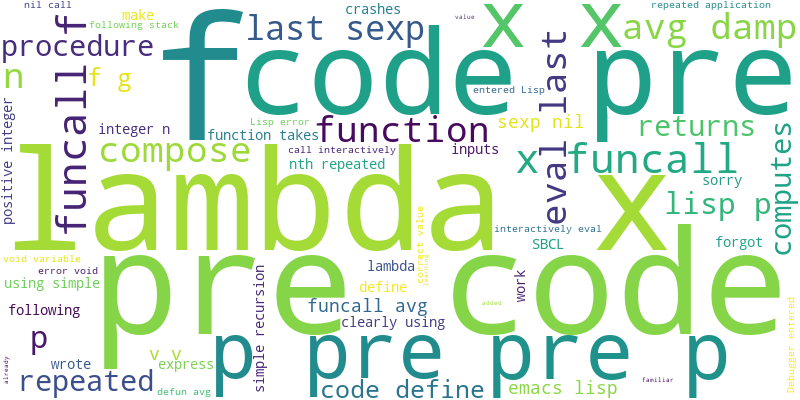 nil call
make
following stack
crashes
repeated application
procedure
f
last sexp
value
x x
avg damp
n
f g
funcall f
code pre
entered Lisp
eval last
positive integer
integer n
Lisp error
function takes
function
sexp nil
returns
compose
call interactively
nth repeated
inputs
x funcall
computes
lambda x
sorry
lisp p
interactively eval
SBCL
forgot
void variable
error void
using simple
pre code
lambda
correct value
learning
define
work
following
simple recursion
funcall avg
clearly using
added
Debugger entered
p
v v
wrote
express
p pre pre p
already
repeated
defun avg
code define
emacs lisp
familiar